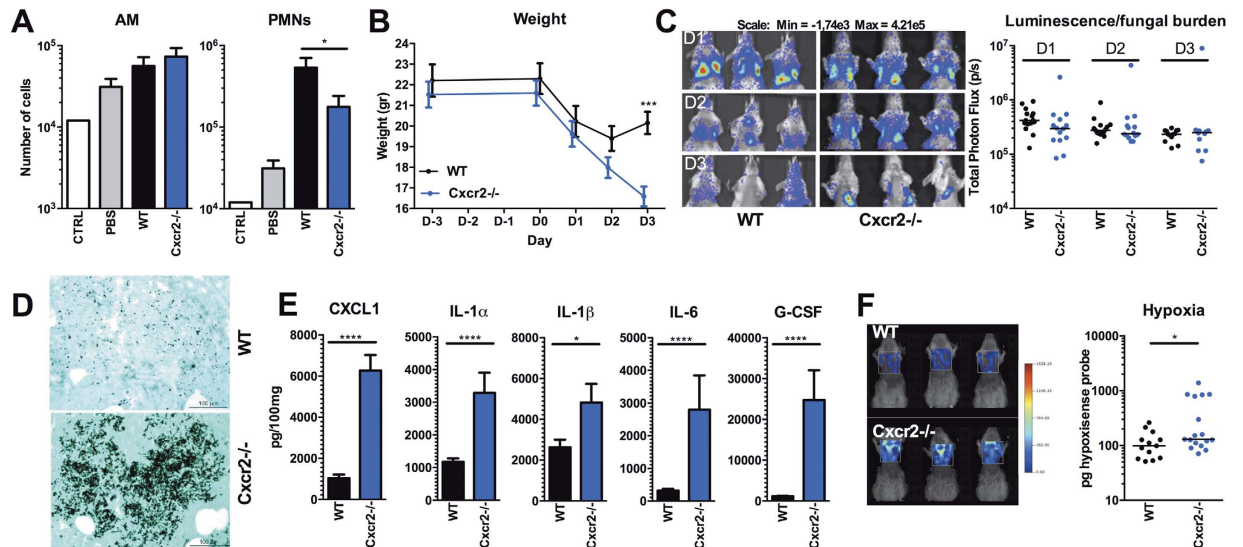 A
AM
PMNs
Number of cells
10^5
10^4
10^3
CTRL
PBS
WT
Cxcr2-/-
10^6
10^5
10^4
*
CTRL
PBS
WT
Cxcr2-/-
B
Weight
Weight (gr)
23
22
21
20
19
18
17
16
***
WT
Cxcr2-/-
D-3
D-2
D-1
D0
D1
D2
D3
Day
C
Scale: Min = -1,74e3 Max = 4.21e5
D1
D2
D3
WT
Cxcr2-/-
Luminescence/fungal burden
Total Photon Flux (p/s)
10^7
10^6
10^5
10^4
D1
D2
D3
WT
Cxcr2-/-
WT
Cxcr2-/-
WT
Cxcr2-/-
D
WT
100 µm
Cxcr2-/-
E
pg/100mg
CXCL1
8000
6000
4000
2000
0
****
WT
Cxcr2-/-
IL-1α
5000
4000
3000
2000
1000
0
****
WT
Cxcr2-/-
IL-1β
8000
6000
4000
2000
0
*
WT
Cxcr2-/-
IL-6
5000
4000
3000
2000
1000
0
****
WT
Cxcr2-/-
G-CSF
40000
30000
20000
10000
0
****
WT
Cxcr2-/-
F
WT
Cxcr2-/-
0.00
Hypoxia
pg hypoxisense probe
10000
1000
100
10
*
WT
Cxcr2-/-